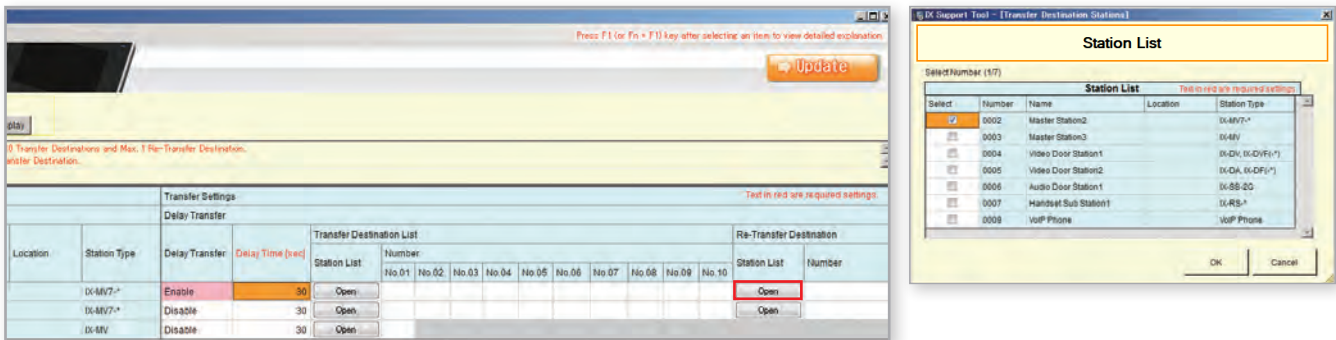 Press F1 (or Fn + F1) key after selecting an item to view detailed explanation
Update
play
0 Transfer Destinations and Max. 1 Re-Transfer Destination.
ansfer Destination.
Transfer Settings
Text in red are required settings.
Delay Transfer
Transfer Destination List
Re-Transfer Destination
Location Station Type Delay Transfer Delay Time [sec] Station List Number Station List Number
No.01 No.02 No.03 No.04 No.05 No.06 No.07 No.08 No.09 No.10
IX-MV7-* Enable 30 Open Open
IX-MV7-* Disable 30 Open Open
IX-MV Disable 30 Open
IX Support Tool - [Transfer Destination Stations]
Station List
Select Number (1/7)
Station List Text in red are required settings.
Select Number Name Location Station Type
0002 Master Station2 IX-MV7-*
0003 Master Station3 IX-MV
0004 Video Door Station1 IX-DV, IX-DVF(-*)
0005 Video Door Station2 IX-DA, IX-DF(-*)
0006 Audio Door Station1 IX-SS-2G
0007 Handset Sub Station1 IX-RS-*
0009 VoIP Phone VoIP Phone
OK Cancel